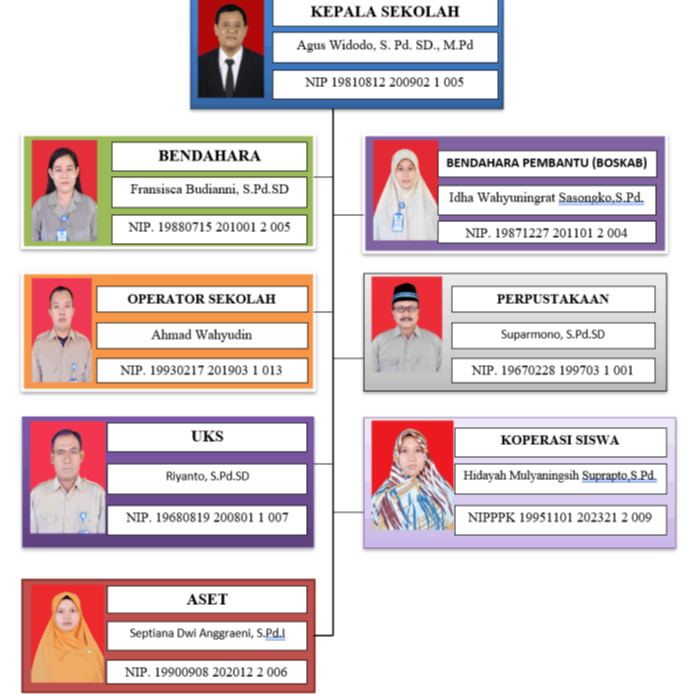 KEPALA SEKOLAH
Agus Widodo, S. Pd. SD., M.Pd
NIP 19810812 200902 1 005
BENDAHARA
Fransisca Budianni, S.Pd.SD
NIP. 19880715 201001 2 005
BENDAHARA PEMBANTU (BOSKAB)
Idha Wahyuningrat Sasongko,S.Pd.
NIP. 19871227 201101 2 004
OPERATOR SEKOLAH
Ahmad Wahyudin
NIP. 19930217 201903 1 013
PERPUSTAKAAN
Suparmono, S.Pd.SD
NIP. 19670228 199703 1 001
UKS
Riyanto, S.Pd.SD
NIP. 19680819 200801 1 007
KOPERASI SISWA
Hidayah Mulyaningsih Suprapto,S.Pd.
NIPPPK 19951101 202321 2 009
ASET
Septiana Dwi Anggraeni, S.Pd.I
NIP. 19900908 202012 2 006